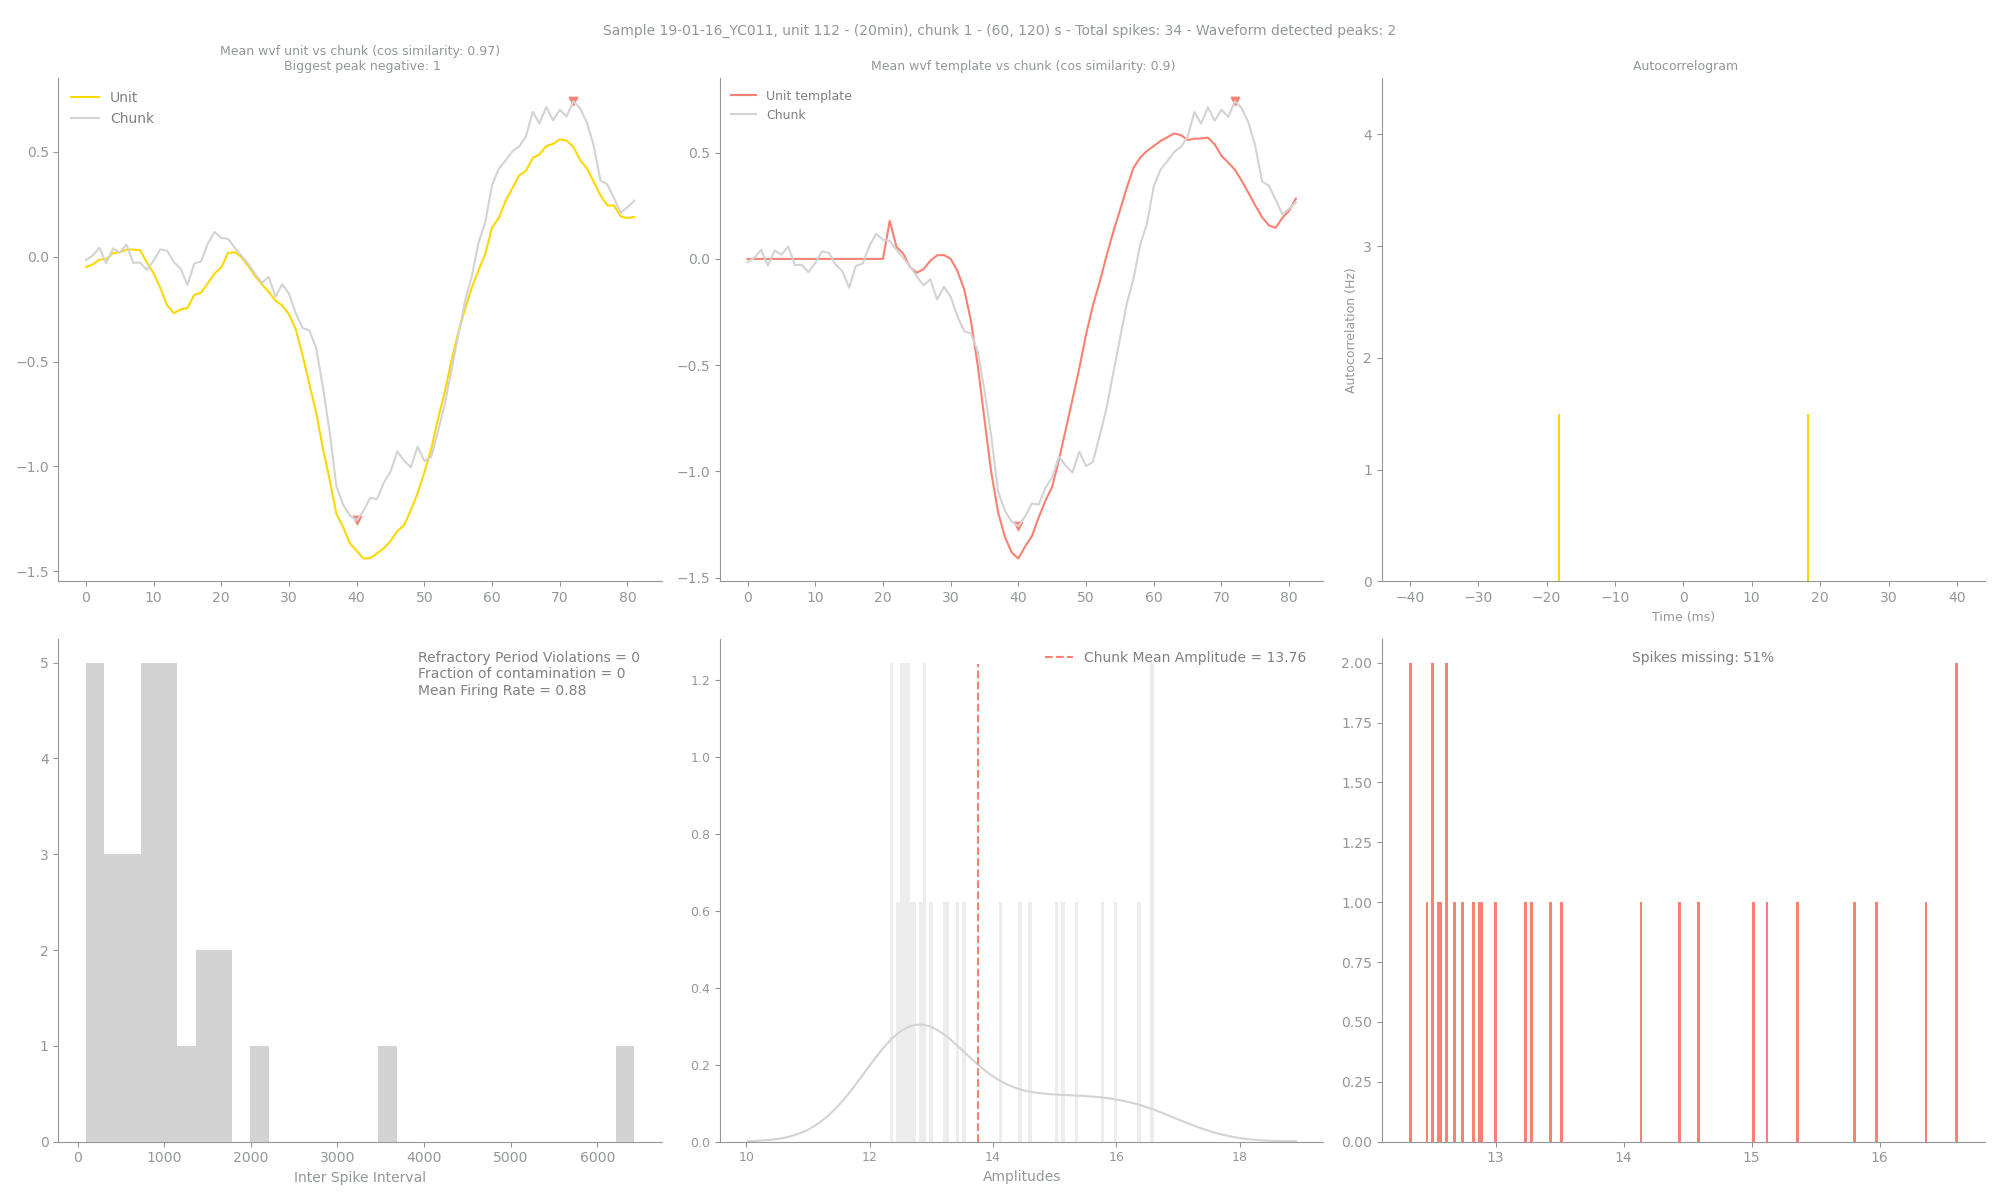 Sample 19-01-16_YC011, unit 112 - (20min), chunk 1 - (60, 120) s - Total spikes: 34 - Waveform detected peaks: 2
Mean wvf unit vs chunk (cos similarity: 0.97)
Biggest peak negative: 1
Unit
Chunk
0.5
0.0
−0.5
−1.0
−1.5
0 10 20 30 40 50 60 70 80
Mean wvf template vs chunk (cos similarity: 0.9)
Unit template
Chunk
0.5
0.0
−0.5
−1.0
−1.5
0 10 20 30 40 50 60 70 80
Autocorrelogram
Autocorrelation (Hz)
4
3
2
1
0
−40 −30 −20 −10 0 10 20 30 40
Time (ms)
Refractory Period Violations = 0
Fraction of contamination = 0
Mean Firing Rate = 0.88
5
4
3
2
1
0
0 1000 2000 3000 4000 5000 6000
Inter Spike Interval
Chunk Mean Amplitude = 13.76
1.2
1.0
0.8
0.6
0.4
0.2
0.0
10 12 14 16 18
Amplitudes
Spikes missing: 51%
2.00
1.75
1.50
1.25
1.00
0.75
0.50
0.25
0.00
13 14 15 16